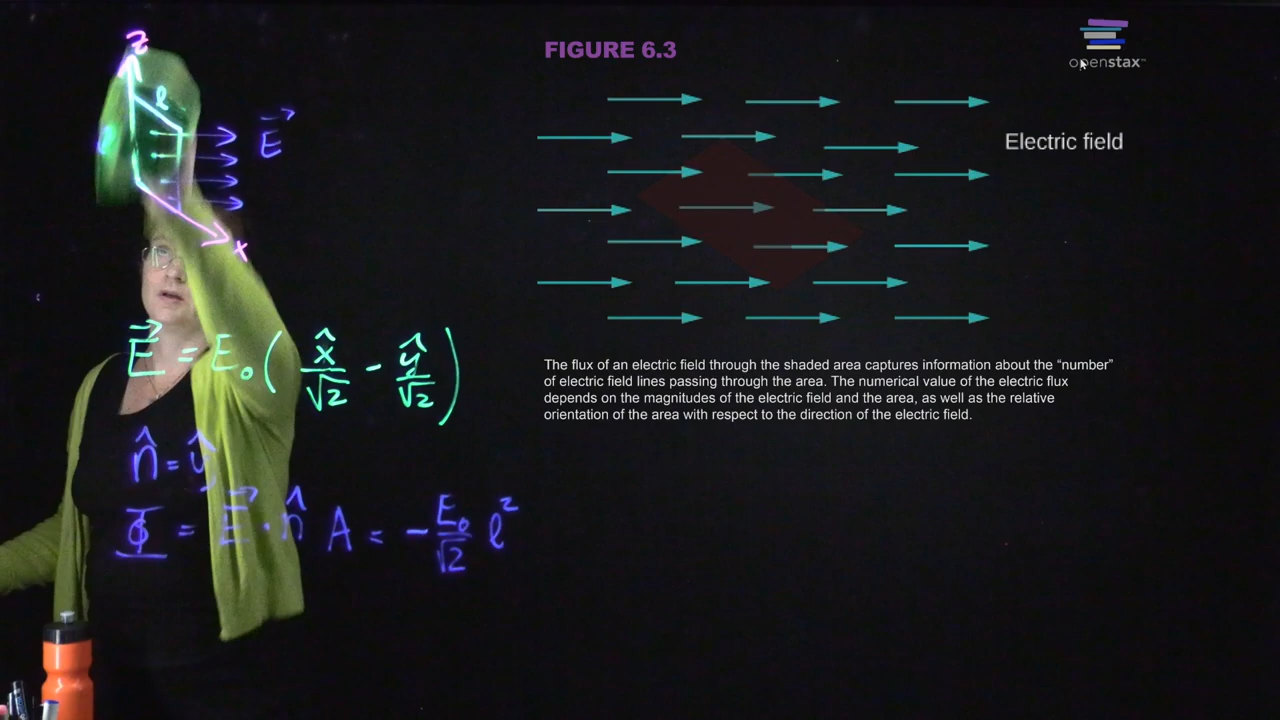 z
l
E⃗
x
E⃗ = E₀( x̂/√2 - ŷ/√2 )
n̂ = ŷ
Φ = E⃗ · n̂ A = - E₀/√2 l²
FIGURE 6.3
openstax™
Electric field
The flux of an electric field through the shaded area captures information about the “number”
of electric field lines passing through the area. The numerical value of the electric flux
depends on the magnitudes of the electric field and the area, as well as the relative
orientation of the area with respect to the direction of the electric field.